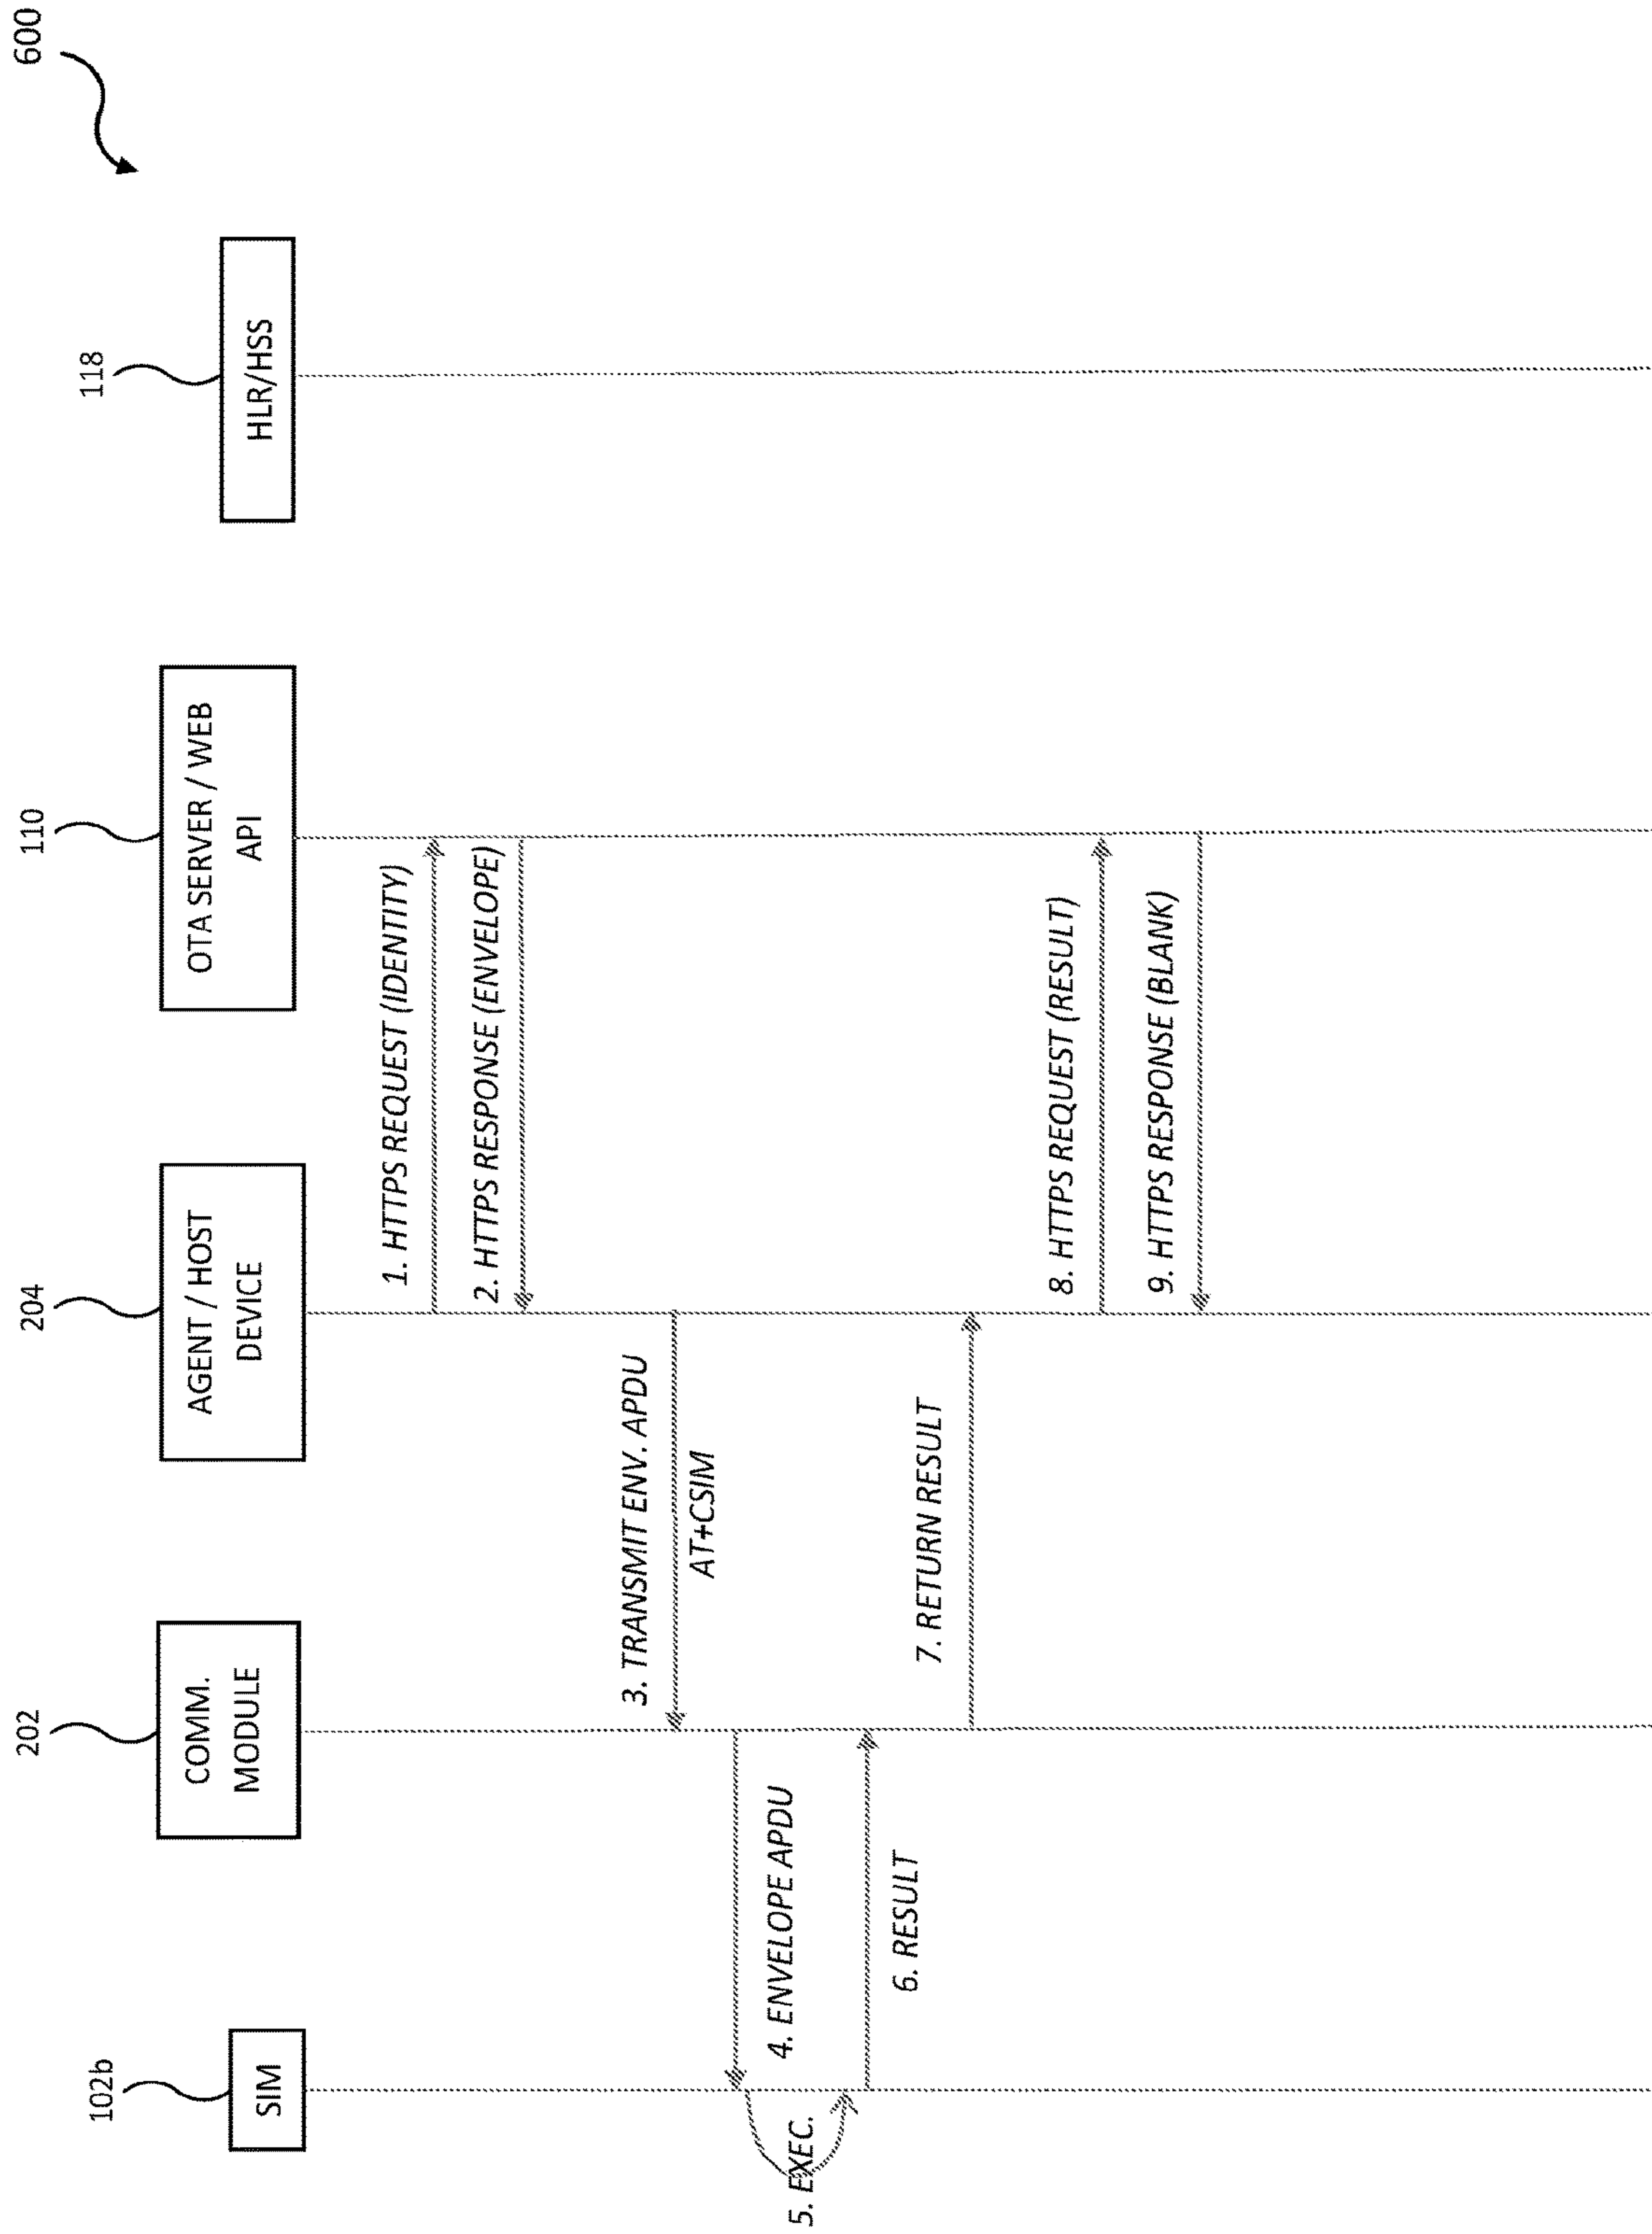 600
102b
202
204
110
118
SIM
COMM.
MODULE
AGENT / HOST
DEVICE
OTA SERVER / WEB
API
HLR/HSS
1. HTTPS REQUEST (IDENTITY)
2. HTTPS RESPONSE (ENVELOPE)
3. TRANSMIT ENV. APDU
AT+CSIM
4. ENVELOPE APDU
5. EXEC.
6. RESULT
7. RETURN RESULT
8. HTTPS REQUEST (RESULT)
9. HTTPS RESPONSE (BLANK)